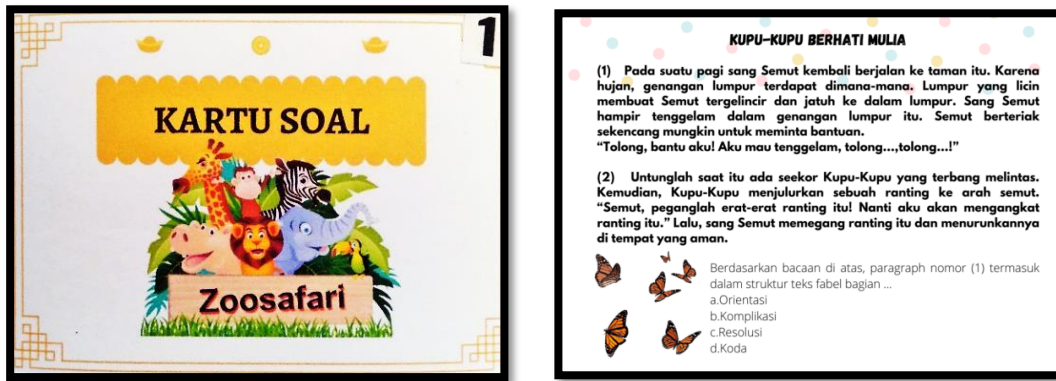 1
KARTU SOAL
Zoosafari
KUPU-KUPU BERHATI MULIA
(1) Pada suatu pagi sang Semut kembali berjalan ke taman itu. Karena
hujan, genangan lumpur terdapat dimana-mana. Lumpur yang licin
membuat Semut tergelincir dan jatuh ke dalam lumpur. Sang Semut
hampir tenggelam dalam genangan lumpur itu. Semut berteriak
sekencang mungkin untuk meminta bantuan.
“Tolong, bantu aku! Aku mau tenggelam, tolong...,tolong...!”
(2) Untunglah saat itu ada seekor Kupu-Kupu yang terbang melintas.
Kemudian, Kupu-Kupu menjulurkan sebuah ranting ke arah semut.
“Semut, peganglah erat-erat ranting itu! Nanti aku akan mengangkat
ranting itu.” Lalu, sang Semut memegang ranting itu dan menurunkannya
di tempat yang aman.
Berdasarkan bacaan di atas, paragraph nomor (1) termasuk
dalam struktur teks fabel bagian ...
a.Orientasi
b.Komplikasi
c.Resolusi
d.Koda